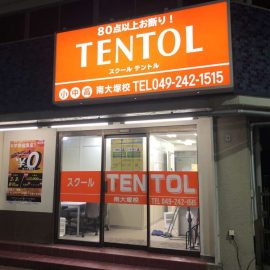 80点以上お断り!
TENTOL
スクール テントル
小 中 高 南大塚校 TEL049-242-1515
¥0
スクール TENTOL
南大塚校 TEL049-242-1515